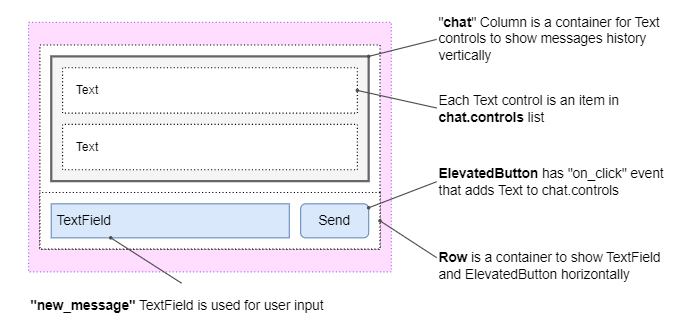 "chat" Column is a container for Text
controls to show messages history
vertically
Text
Each Text control is an item in
chat.controls list
Text
ElevatedButton has "on_click" event
that adds Text to chat.controls
TextField
Send
Row is a container to show TextField
and ElevatedButton horizontally
"new_message" TextField is used for user input